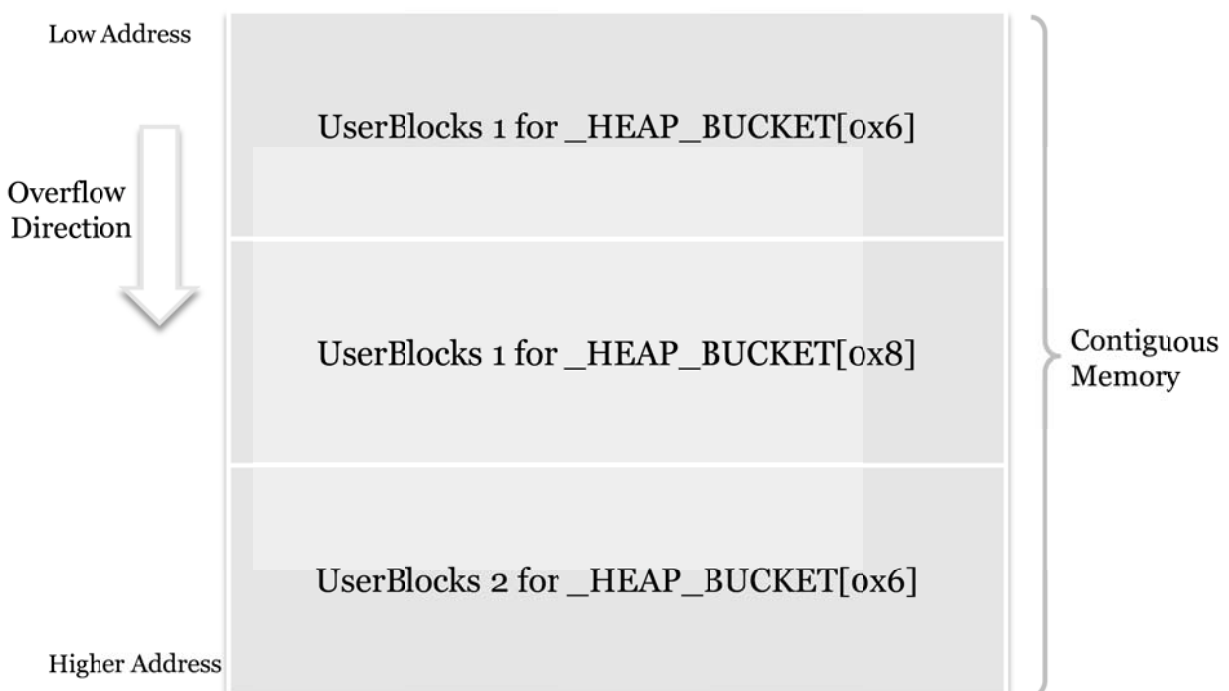 Low Address
UserBlocks 1 for _HEAP_BUCKET[0x6]
Overflow
Direction
UserBlocks 1 for _HEAP_BUCKET[0x8]
Contiguous
Memory
UserBlocks 2 for _HEAP_BUCKET[0x6]
Higher Address